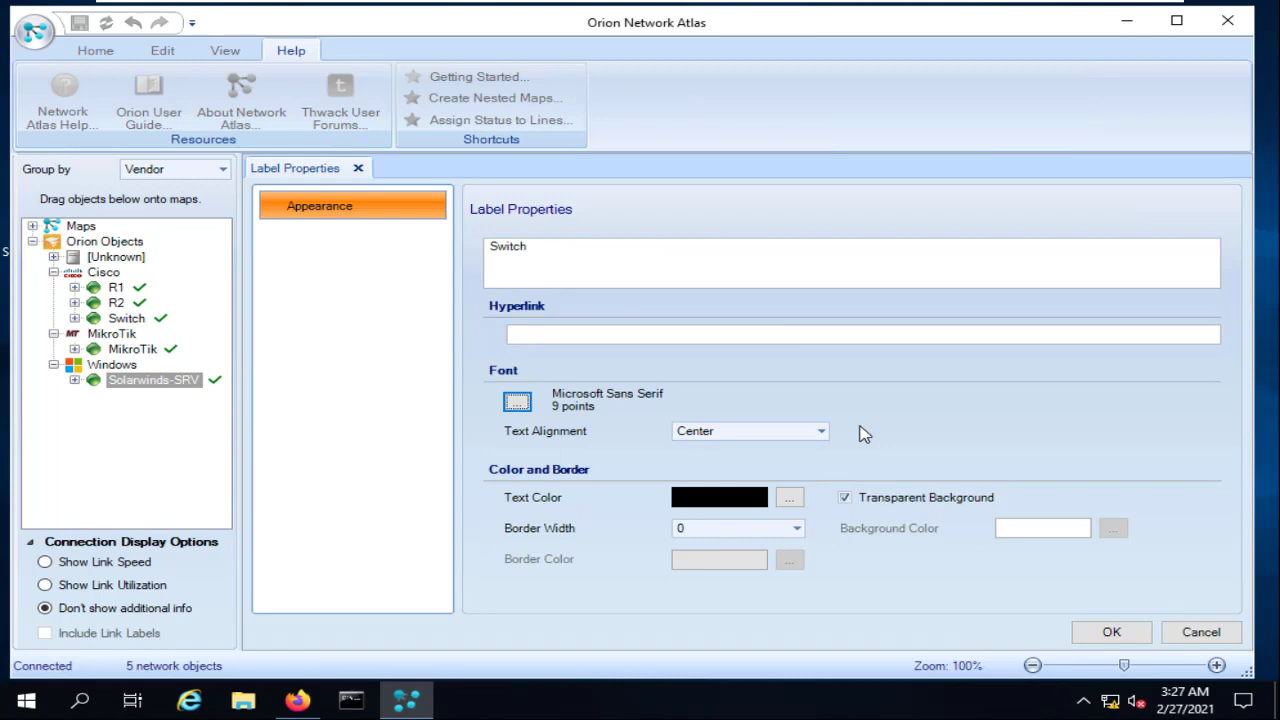 Orion Network Atlas
Home Edit View Help
Network Atlas Help...
Orion User Guide...
About Network Atlas...
Thwack User Forums...
Resources
Getting Started...
Create Nested Maps...
Assign Status to Lines...
Shortcuts
Group by Vendor
Drag objects below onto maps.
Maps
Orion Objects
[Unknown]
Cisco
R1
R2
Switch
MikroTik
MikroTik
Windows
Solarwinds-SRV
Connection Display Options
Show Link Speed
Show Link Utilization
Don't show additional info
Include Link Labels
Label Properties
Appearance
Label Properties
Switch
Hyperlink
Font
... Microsoft Sans Serif
9 points
Text Alignment Center
Color and Border
Text Color ... Transparent Background
Border Width 0 Background Color ...
Border Color ...
OK Cancel
Connected 5 network objects Zoom: 100%
3:27 AM
2/27/2021